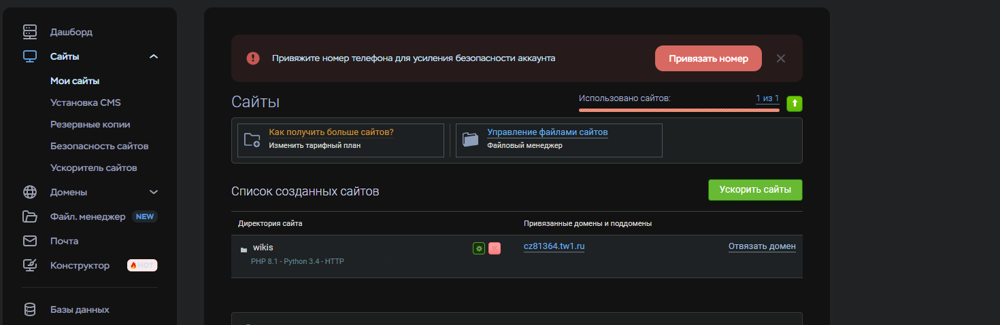 Дашборд
Сайты
Мои сайты
Установка CMS
Резервные копии
Безопасность сайтов
Ускоритель сайтов
Домены
Файл. менеджер NEW
Почта
Конструктор HOT
Базы данных
Привяжите номер телефона для усиления безопасности аккаунта
Привязать номер
Сайты
Использовано сайтов: 1 из 1
Как получить больше сайтов?
Изменить тарифный план
Управление файлами сайтов
Файловый менеджер
Список созданных сайтов
Ускорить сайты
Директория сайта
Привязанные домены и поддомены
wikis
cz81364.tw1.ru
Отвязать домен
PHP 8.1 - Python 3.4 - HTTP